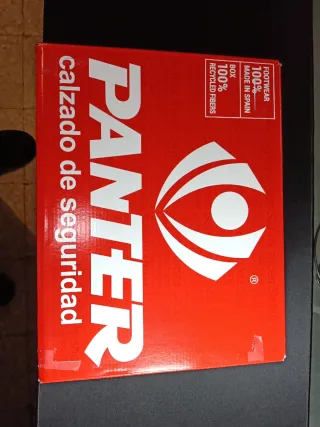 PANTER
calzado de seguridad
®
FOOTWEAR
100%
MADE IN SPAIN
BOX
100%
RECYCLED FIBERS